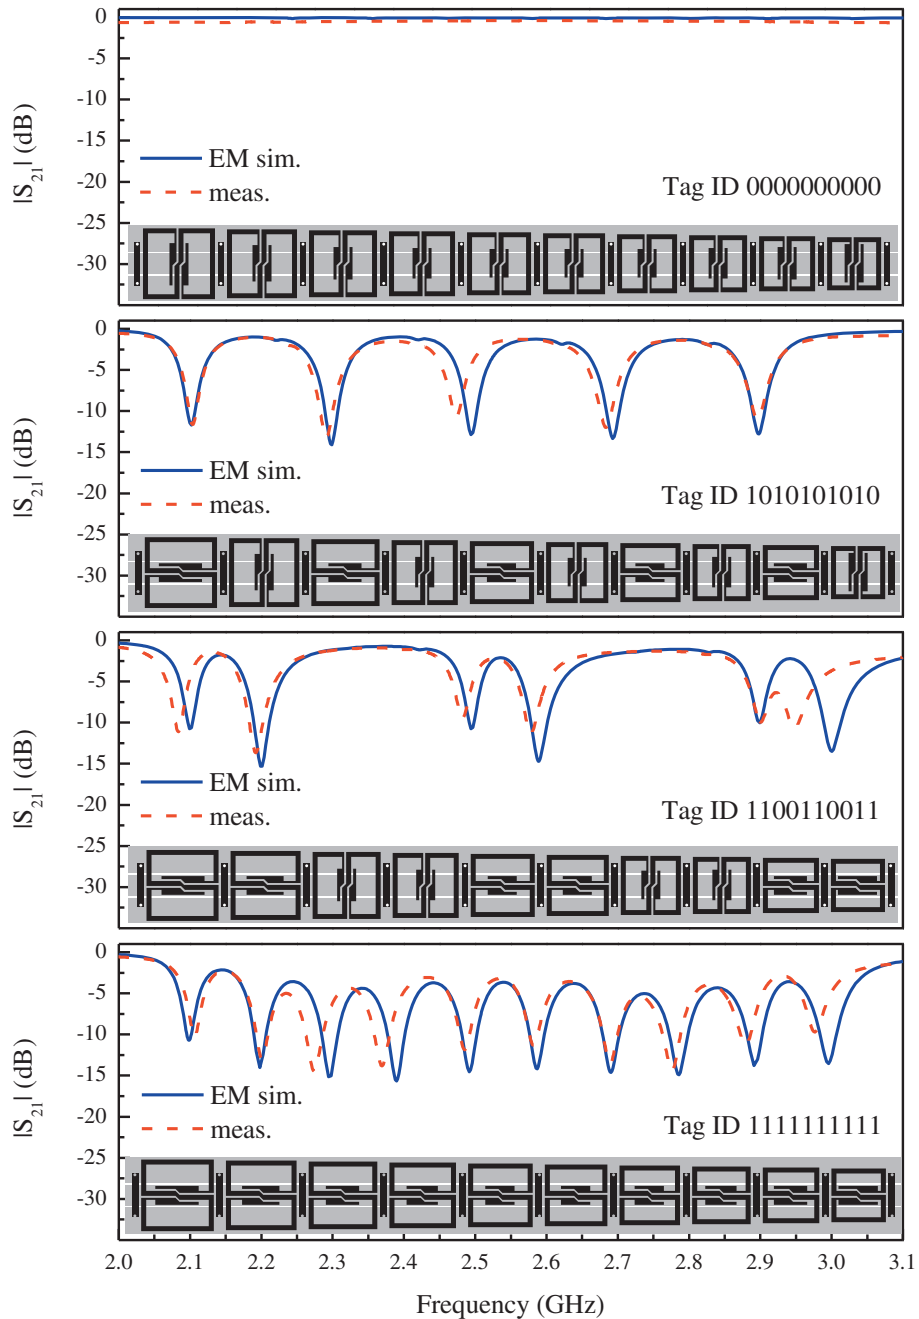 0
-5
-10
-15
-20
-25
-30
|S21| (dB)
EM sim.
meas.
Tag ID 0000000000
0
-5
-10
-15
-20
-25
-30
|S21| (dB)
EM sim.
meas.
Tag ID 1010101010
0
-5
-10
-15
-20
-25
-30
|S21| (dB)
EM sim.
meas.
Tag ID 1100110011
0
-5
-10
-15
-20
-25
-30
|S21| (dB)
EM sim.
meas.
Tag ID 1111111111
2.0 2.1 2.2 2.3 2.4 2.5 2.6 2.7 2.8 2.9 3.0 3.1
Frequency (GHz)